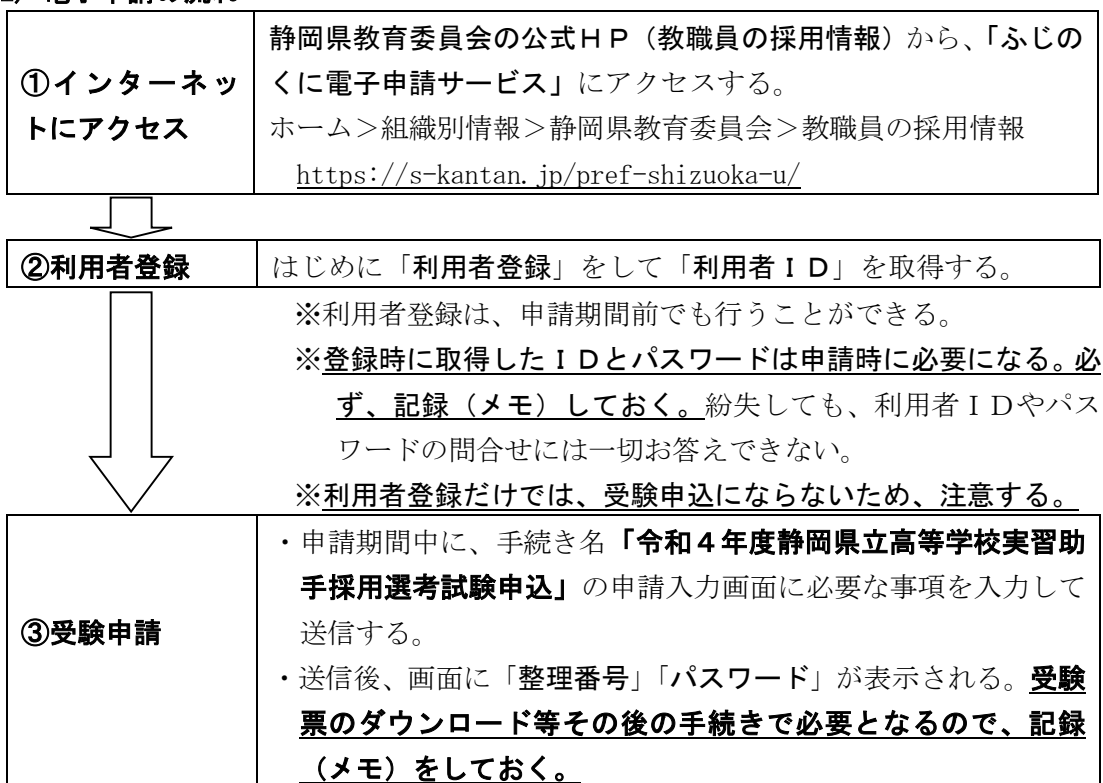 静岡県教育委員会の公式ＨＰ（教職員の採用情報）から、「ふじの
①インターネッ
くに電子申請サービス」にアクセスする。
トにアクセス
ホーム＞組織別情報＞静岡県教育委員会＞教職員の採用情報
https://s-kantan.jp/pref-shizuoka-u/
②利用者登録
はじめに「利用者登録」をして「利用者ＩＤ」を取得する。
※利用者登録は、申請期間前でも行うことができる。
※登録時に取得したＩＤとパスワードは申請時に必要になる。必
ず、記録（メモ）しておく。紛失しても、利用者ＩＤやパス
ワードの問合せには一切お答えできない。
※利用者登録だけでは、受験申込にならないため、注意する。
③受験申請
・申請期間中に、手続き名「令和４年度静岡県立高等学校実習助
手採用選考試験申込」の申請入力画面に必要な事項を入力して
送信する。
・送信後、画面に「整理番号」「パスワード」が表示される。受験
票のダウンロード等その後の手続きで必要となるので、記録
（メモ）をしておく。